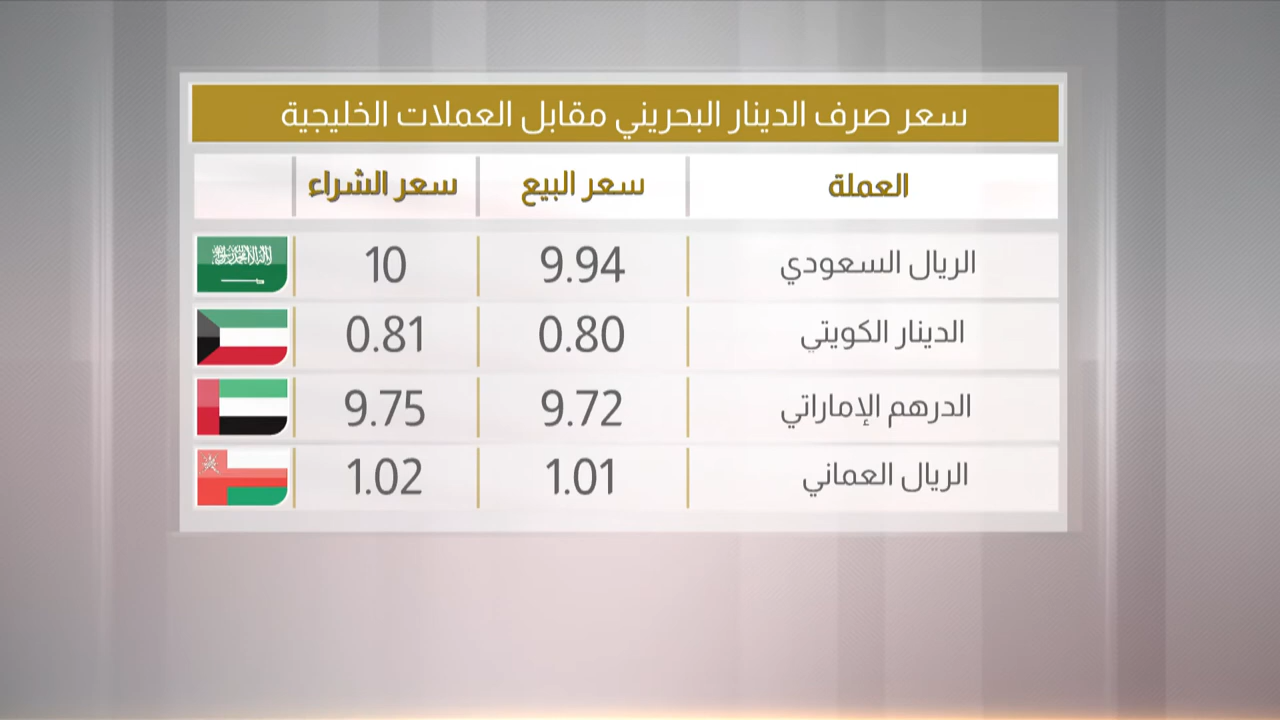 سعر صرف الدينار البحريني مقابل العملات الخليجية
العملة سعر البيع سعر الشراء
الريال السعودي 9.94 10
الدينار الكويتي 0.80 0.81
الدرهم الإماراتي 9.72 9.75
الريال العماني 1.01 1.02